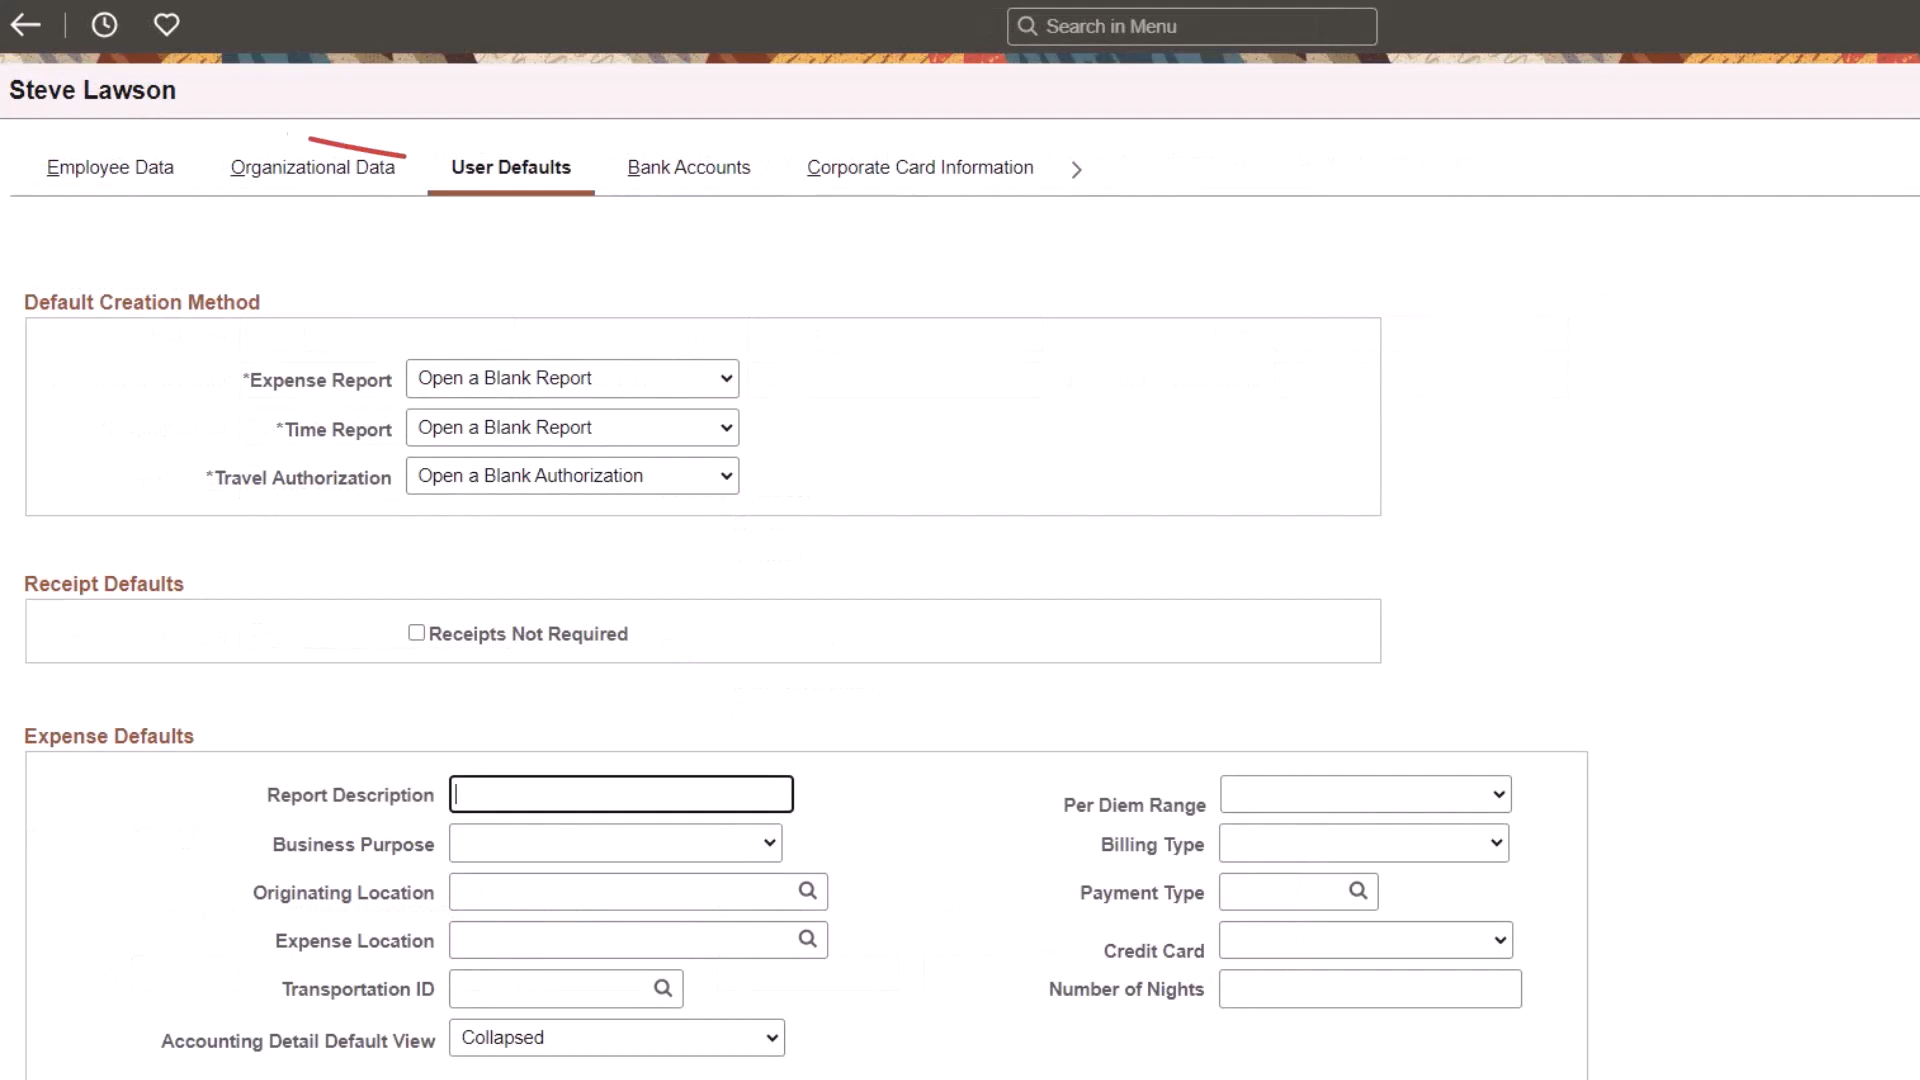 Search in Menu
Steve Lawson
Employee Data
Organizational Data
User Defaults
Bank Accounts
Corporate Card Information
Default Creation Method
*Expense Report
Open a Blank Report
*Time Report
Open a Blank Report
*Travel Authorization
Open a Blank Authorization
Receipt Defaults
Receipts Not Required
Expense Defaults
Report Description
Per Diem Range
Business Purpose
Billing Type
Originating Location
Payment Type
Expense Location
Credit Card
Transportation ID
Number of Nights
Accounting Detail Default View
Collapsed